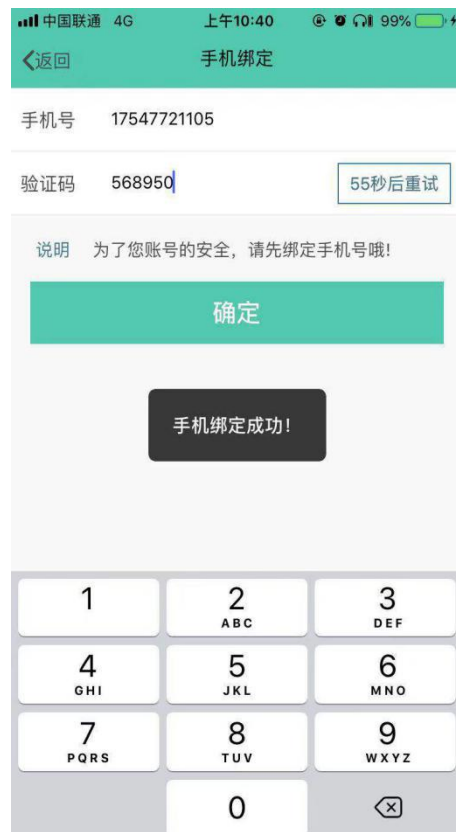 中国联通 4G 上午10:40 99%
返回 手机绑定
手机号 17547721105
验证码 568950 55秒后重试
说明 为了您账号的安全，请先绑定手机号哦!
确定
手机绑定成功!
1 2 3
ABC DEF
4 5 6
GHI JKL MNO
7 8 9
PQRS TUV WXYZ
0